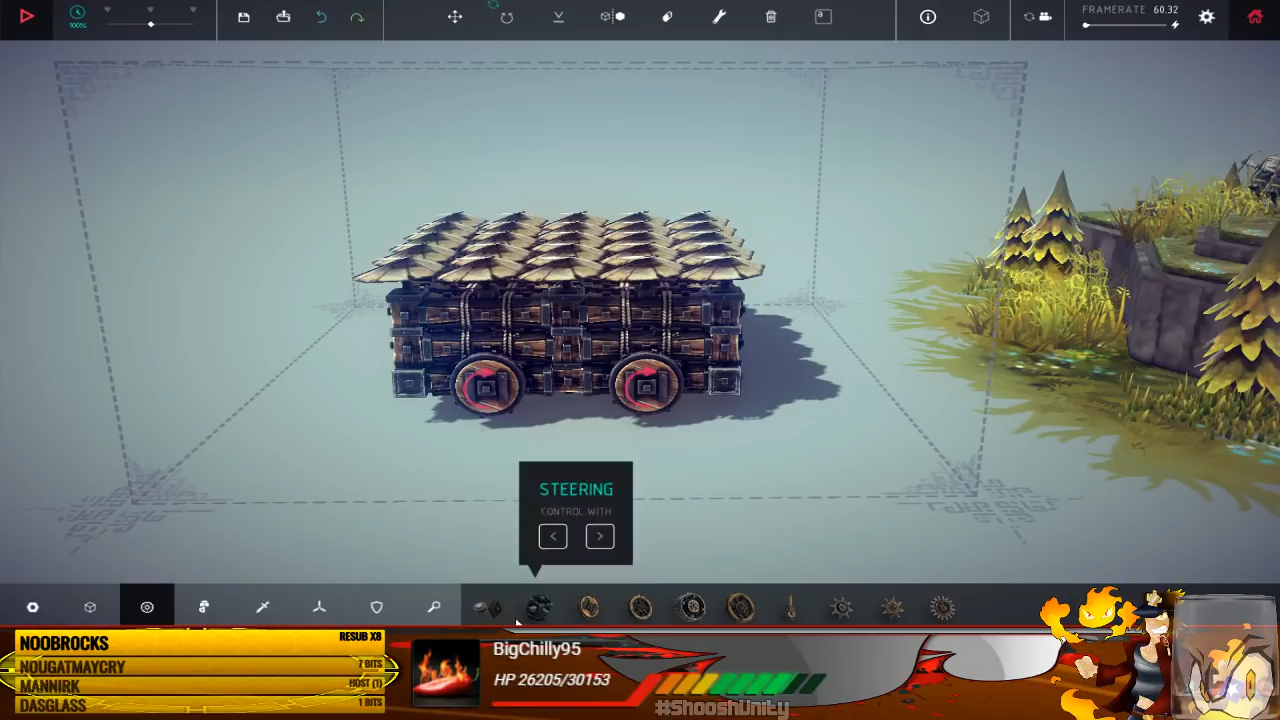 100%
FRAMERATE 60.32
STEERING
CONTROL WITH
< >
NOOBROCKS RESUB X8
NOUGATMAYCRY 7 BITS
MANNIRK HOST (1)
DASGLASS 1 BITS
BigChilly95
HP 26205/30153
#ShooshUnity